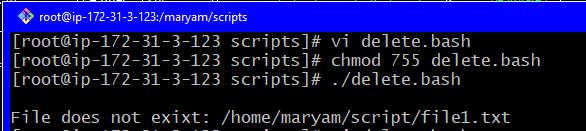 root@ip-172-31-3-123:/maryam/scripts
[root@ip-172-31-3-123 scripts]# vi delete.bash
[root@ip-172-31-3-123 scripts]# chmod 755 delete.bash
[root@ip-172-31-3-123 scripts]# ./delete.bash
File does not exixt: /home/maryam/script/file1.txt